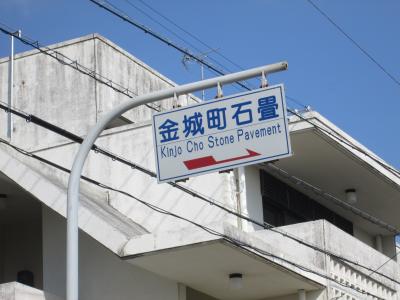 金城町石畳
Kinjo Cho Stone Pavement